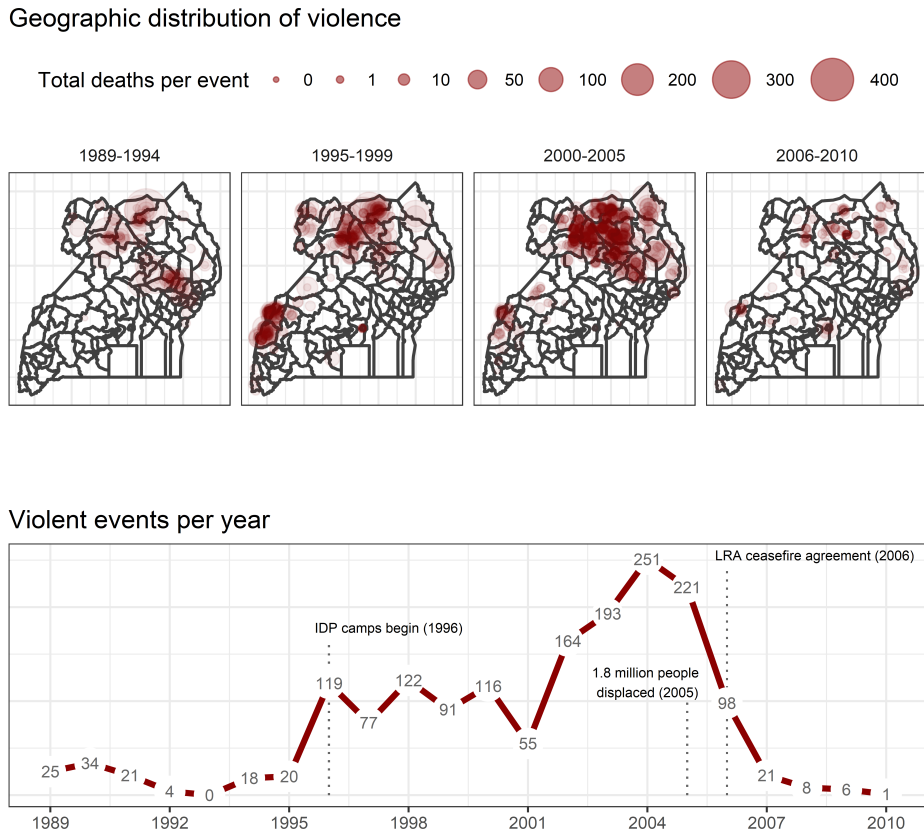 Geographic distribution of violence
Total deaths per event 0 1 10 50 100 200 300 400
1989-1994 1995-1999 2000-2005 2006-2010
Violent events per year
LRA ceasefire agreement (2006)
251
221
IDP camps begin (1996)
193
164
1.8 million people
displaced (2005)
119 77 122 91 116 55 98
25 34 21 4 0 18 20 21 8 6 1
1989 1992 1995 1998 2001 2004 2007 2010